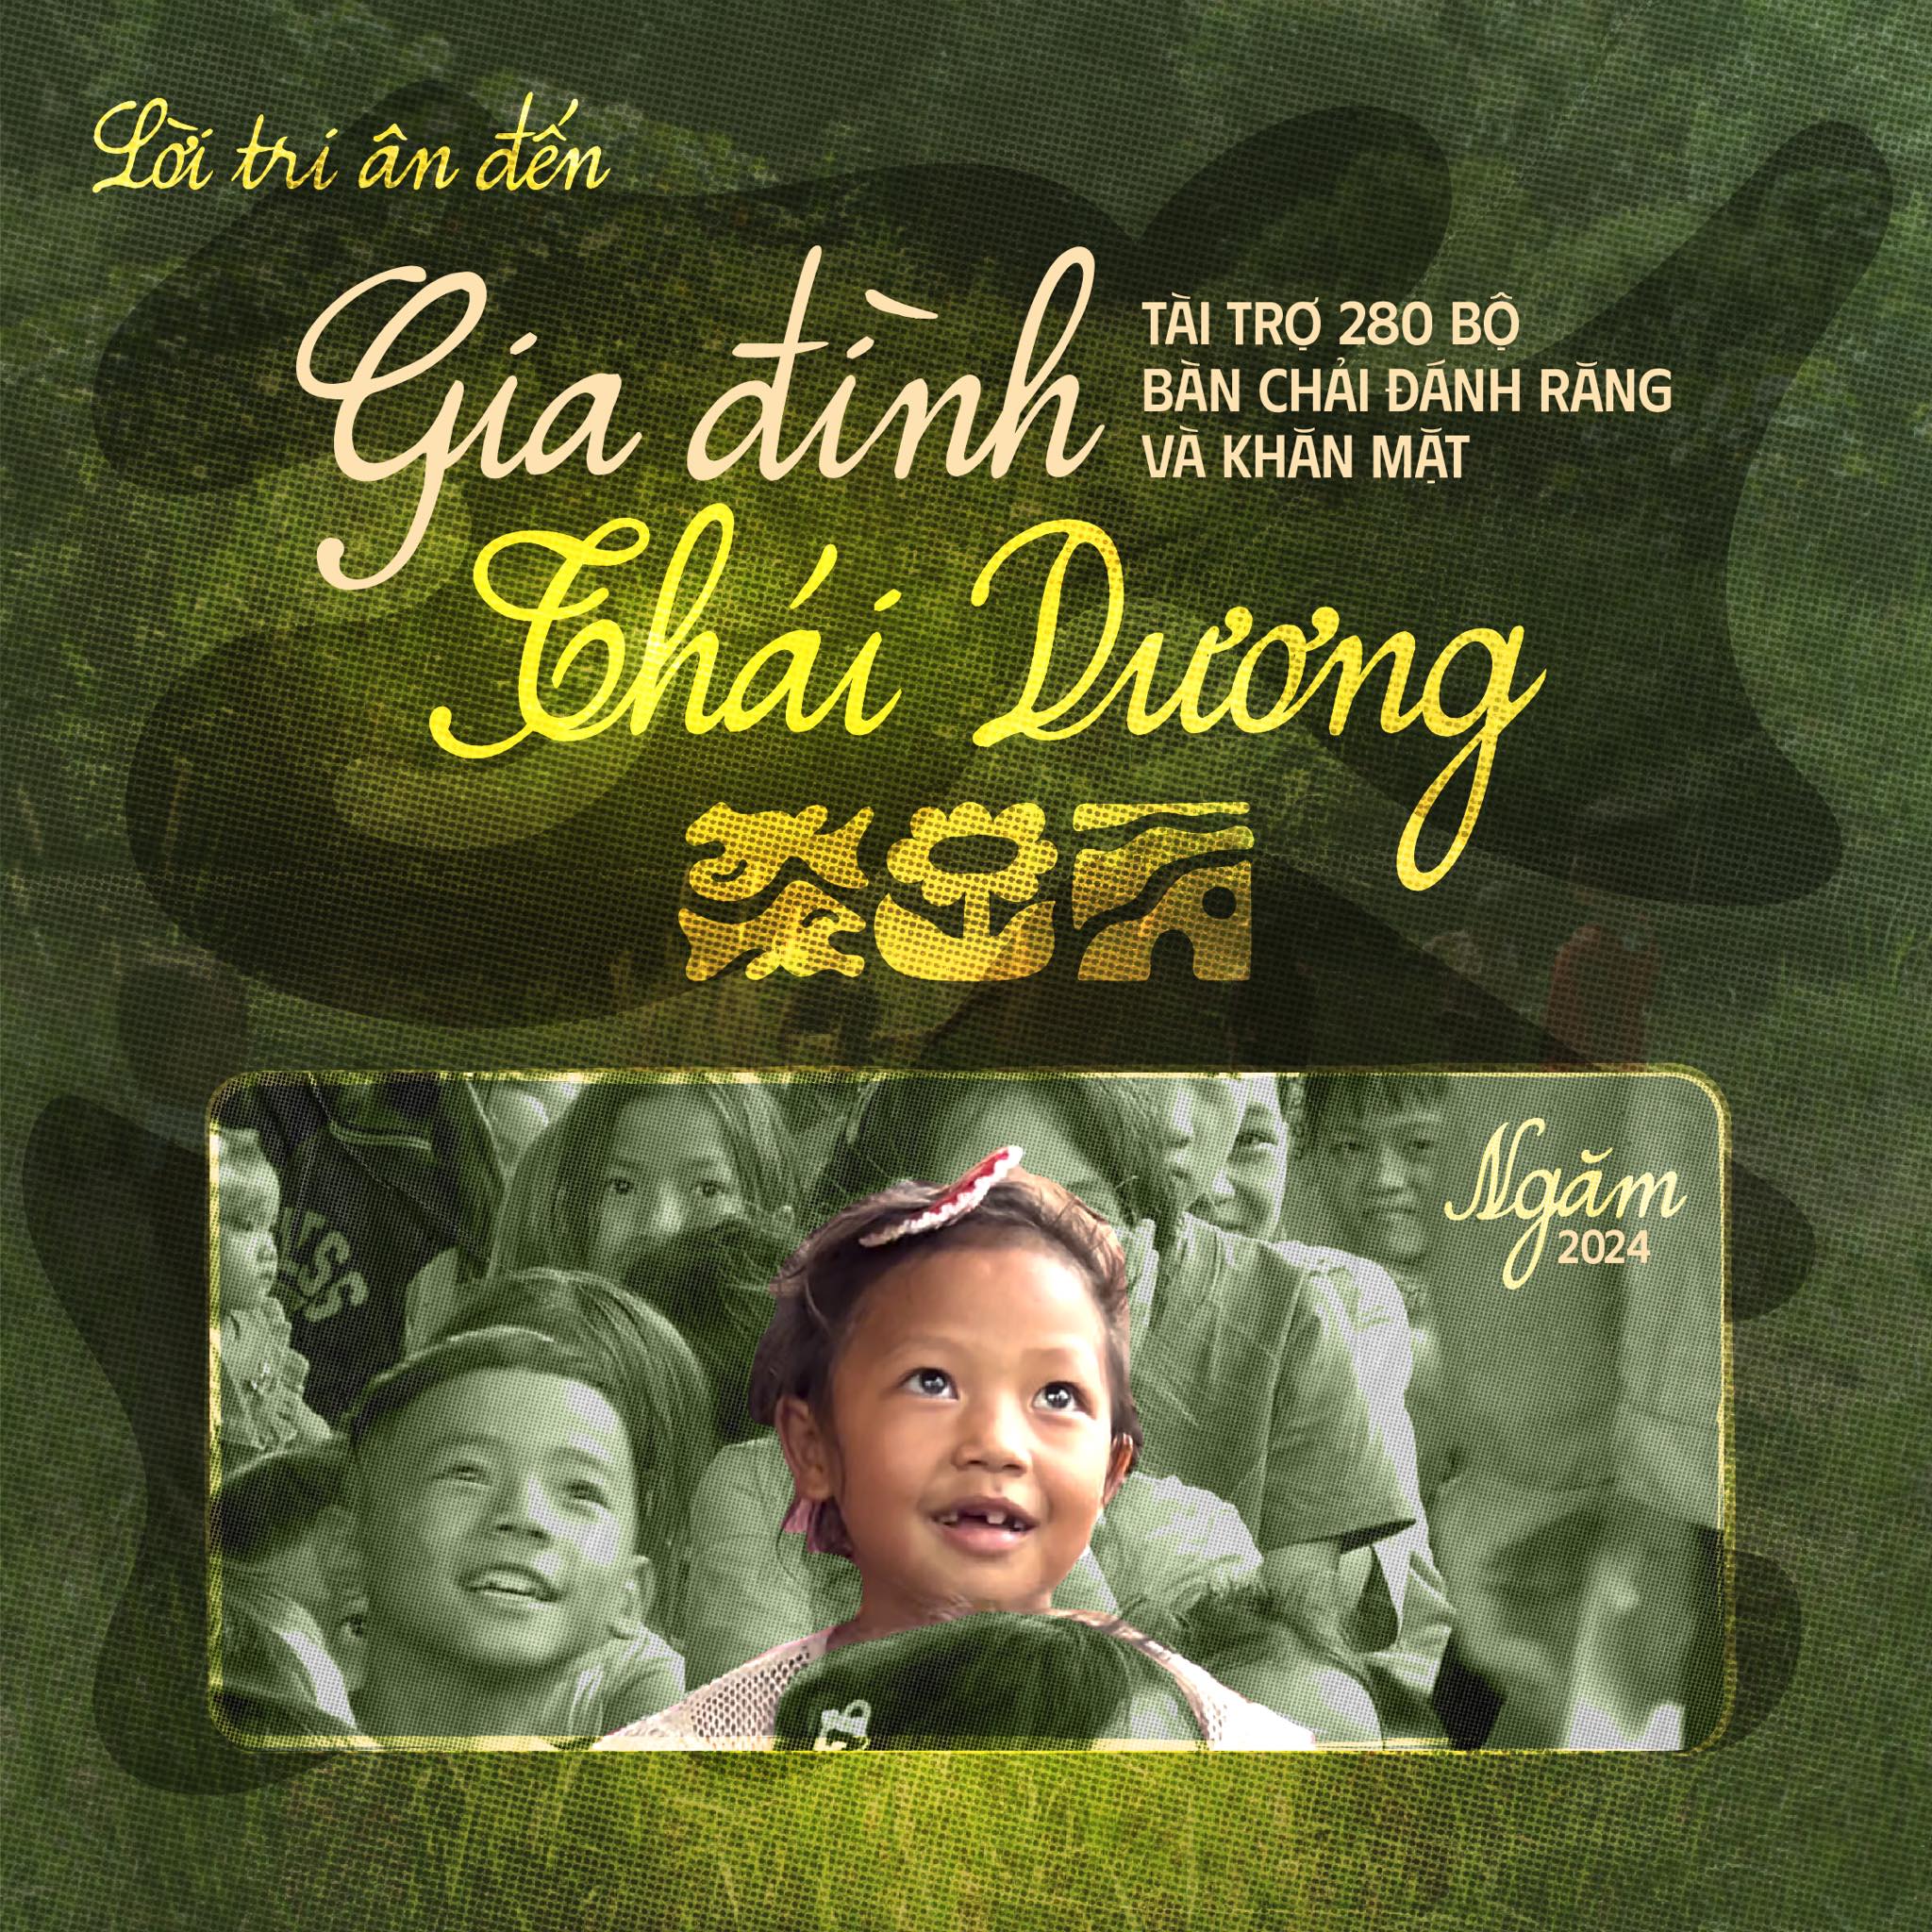 Lời tri ân đến
Gia đình
TÀI TRỢ 280 BỘ
BÀN CHẢI ĐÁNH RĂNG
VÀ KHĂN MẶT
Thái Dương
Ngăm
2024